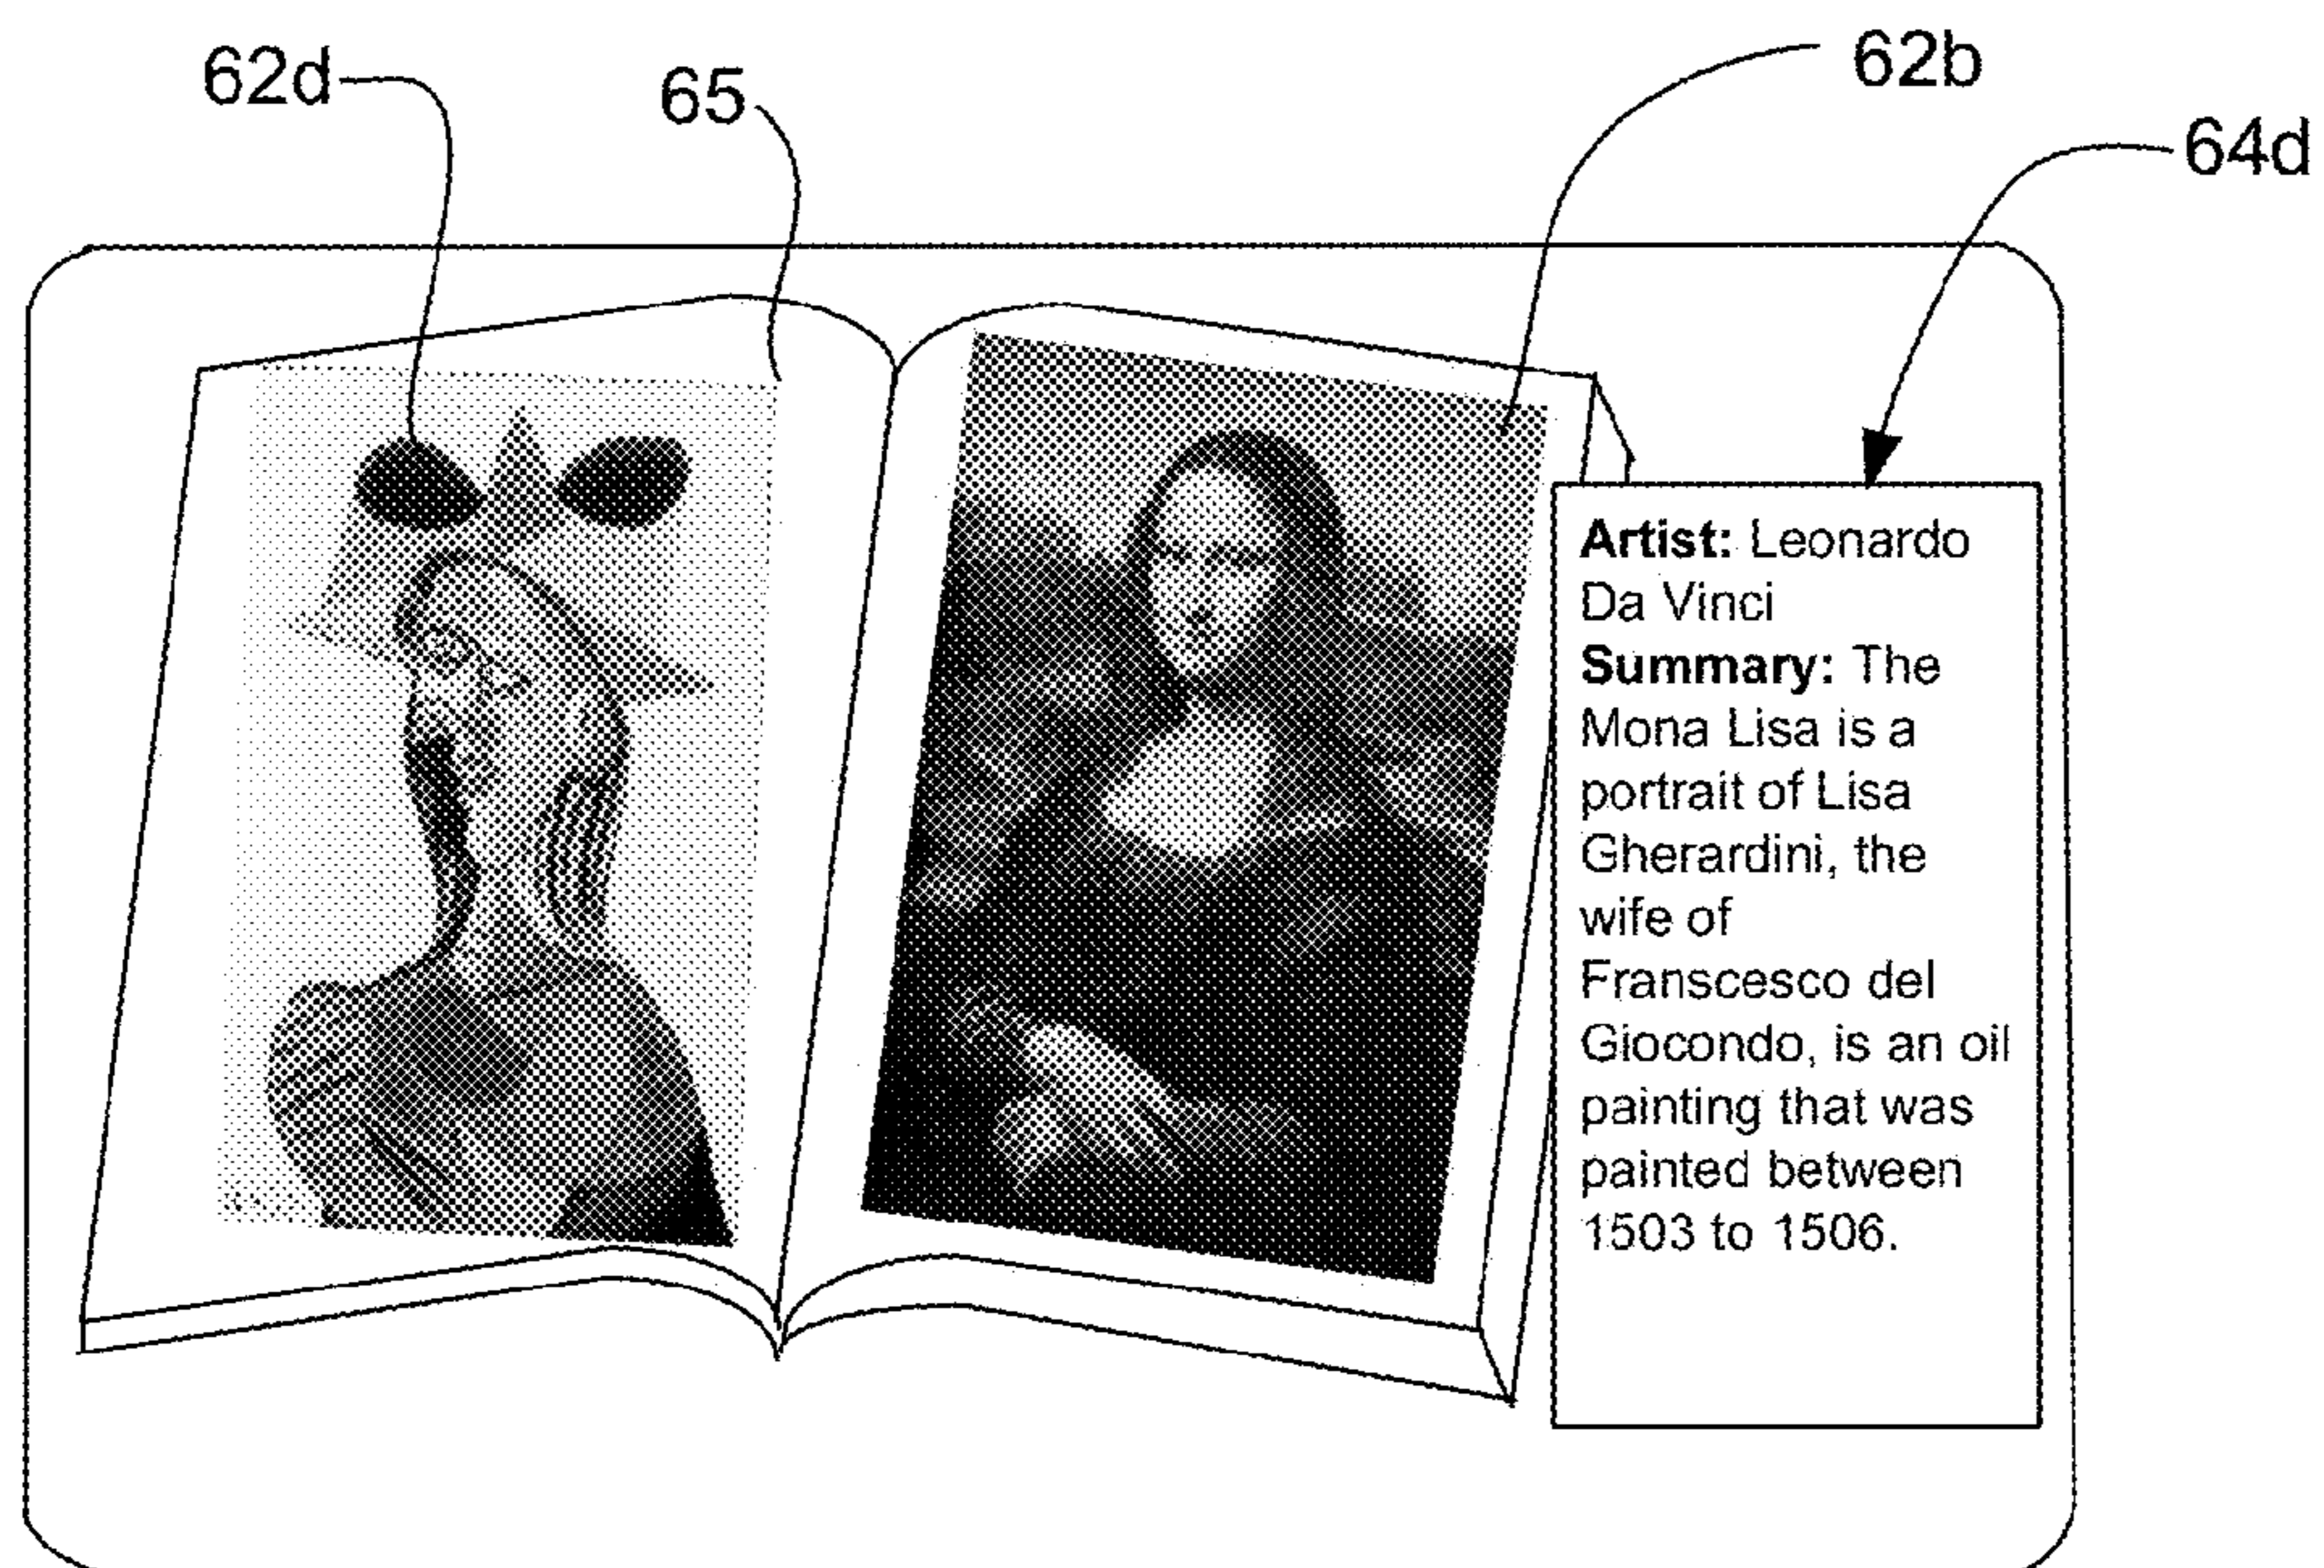 62d
65
62b
64d
Artist: Leonardo
Da Vinci
Summary: The
Mona Lisa is a
portrait of Lisa
Gherardini, the
wife of
Franscesco del
Giocondo, is an oil
painting that was
painted between
1503 to 1506.